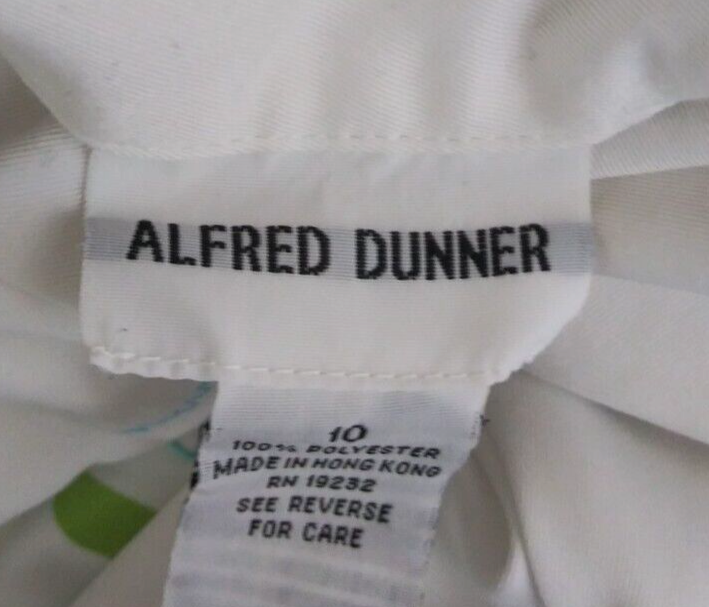 ALFRED DUNNER
10
100% POLYESTER
MADE IN HONG KONG
RN 19232
SEE REVERSE
FOR CARE